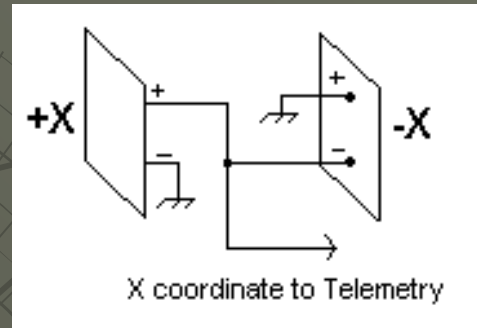 +X
+
–
+
–
-X
X coordinate to Telemetry